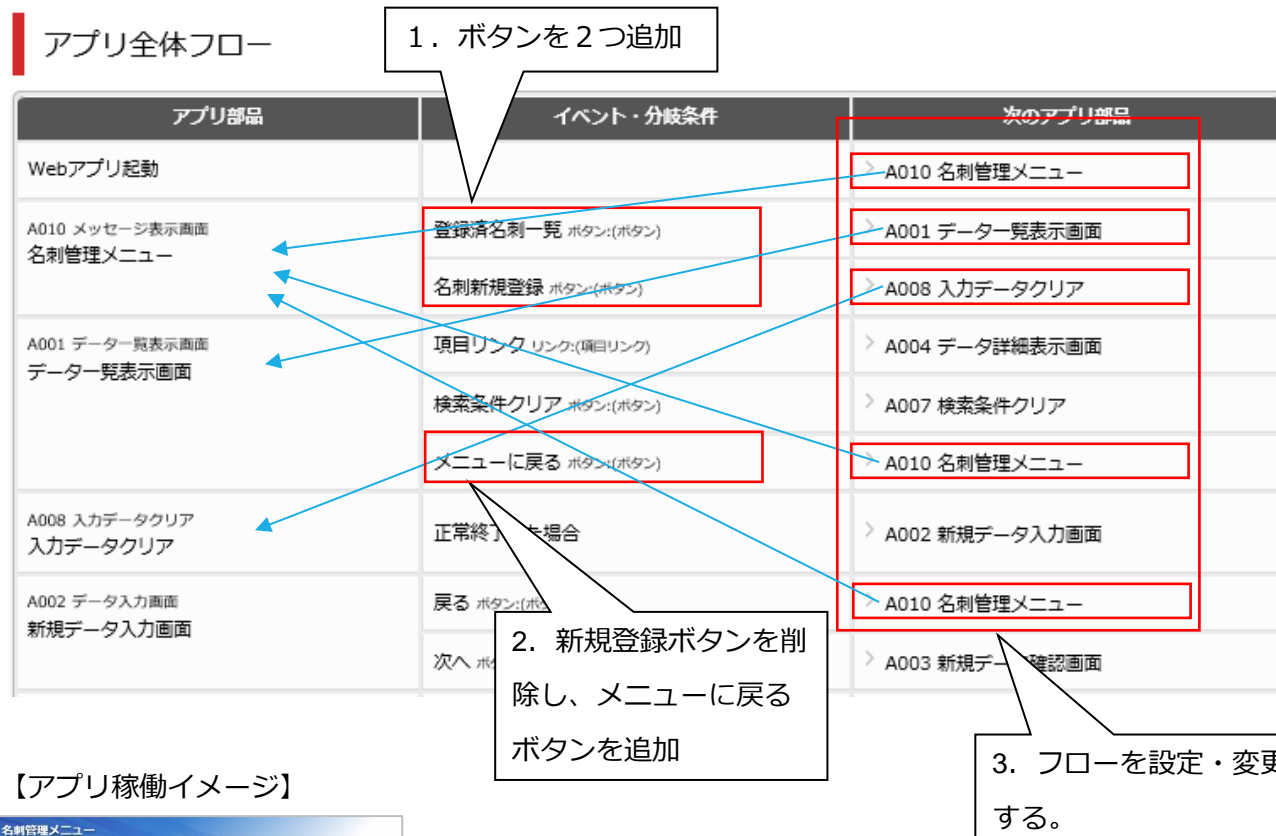 アプリ全体フロー
1．ボタンを２つ追加
アプリ部品 イベント・分岐条件 次のアプリ部品
Webアプリ起動 A010 名刺管理メニュー
A010 メッセージ表示画面
名刺管理メニュー
登録済名刺一覧 ボタン:(ボタン) A001 データ一覧表示画面
名刺新規登録 ボタン:(ボタン) A008 入力データクリア
A001 データ一覧表示画面
データ一覧表示画面
項目リンク リンク:(項目リンク) A004 データ詳細表示画面
検索条件クリア ボタン:(ボタン) A007 検索条件クリア
メニューに戻る ボタン:(ボタン) A010 名刺管理メニュー
A008 入力データクリア
入力データクリア
正常終了 場合 A002 新規データ入力画面
A002 データ入力画面
新規データ入力画面
戻る ボタン:(ボ A010 名刺管理メニュー
次へ ボ A003 新規デー 確認画面
2．新規登録ボタンを削
除し、メニューに戻る
ボタンを追加
3．フローを設定・変更
する。
【アプリ稼働イメージ】
名刺管理メニュー